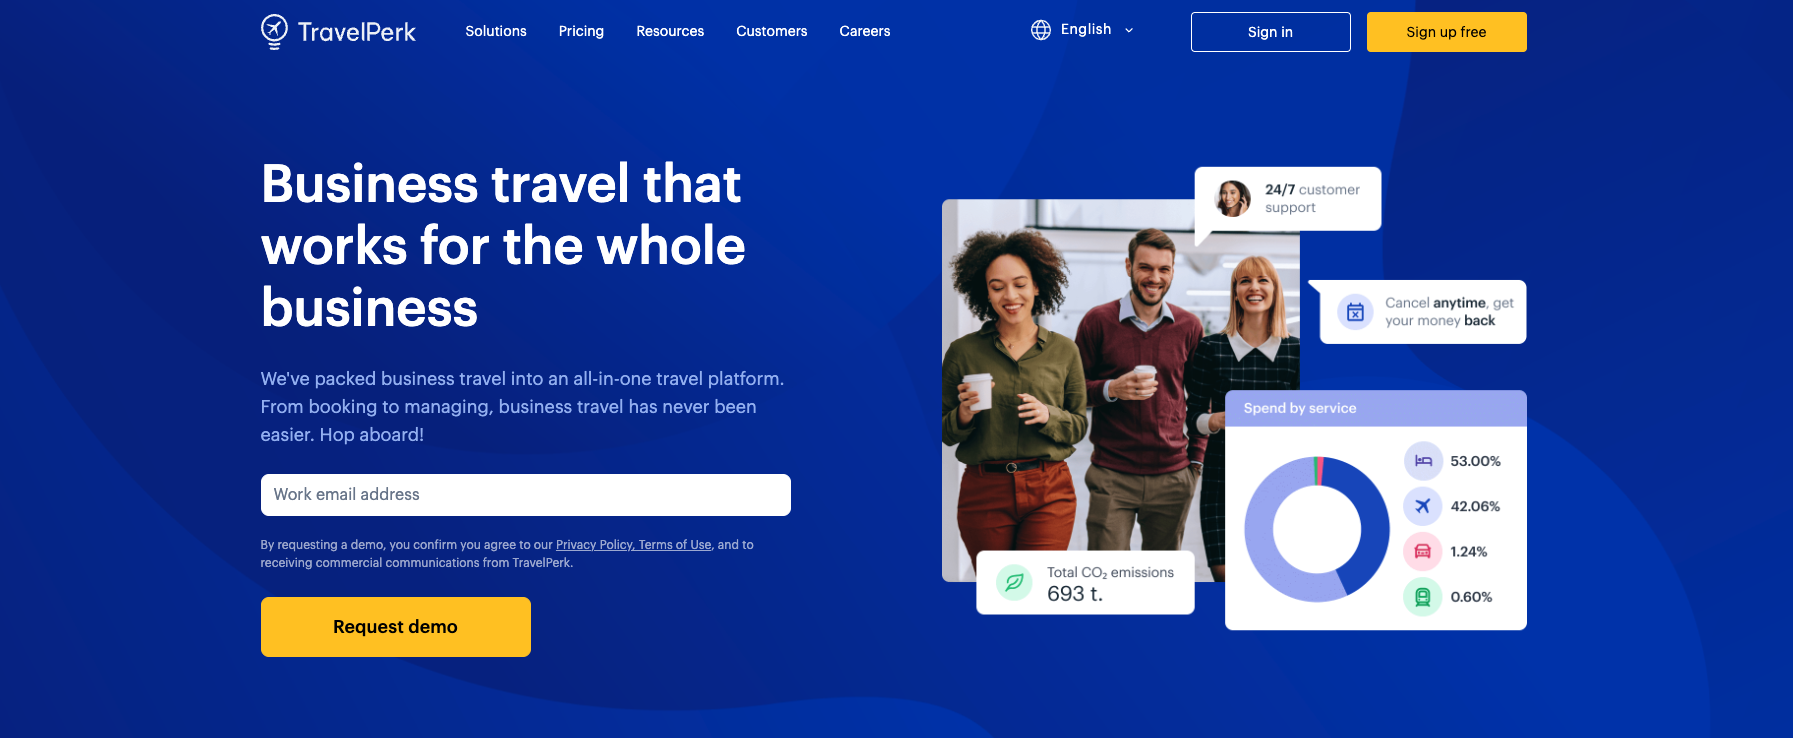 TravelPerk
Solutions
Pricing
Resources
Customers
Careers
English
Sign in
Sign up free
Business travel that
works for the whole
business
We've packed business travel into an all-in-one travel platform.
From booking to managing, business travel has never been
easier. Hop aboard!
Work email address
By requesting a demo, you confirm you agree to our Privacy Policy, Terms of Use, and to
receiving commercial communications from TravelPerk.
Request demo
24/7 customer
support
Cancel anytime, get
your money back
Spend by service
53.00%
42.06%
1.24%
0.60%
Total CO₂ emissions
693 t.